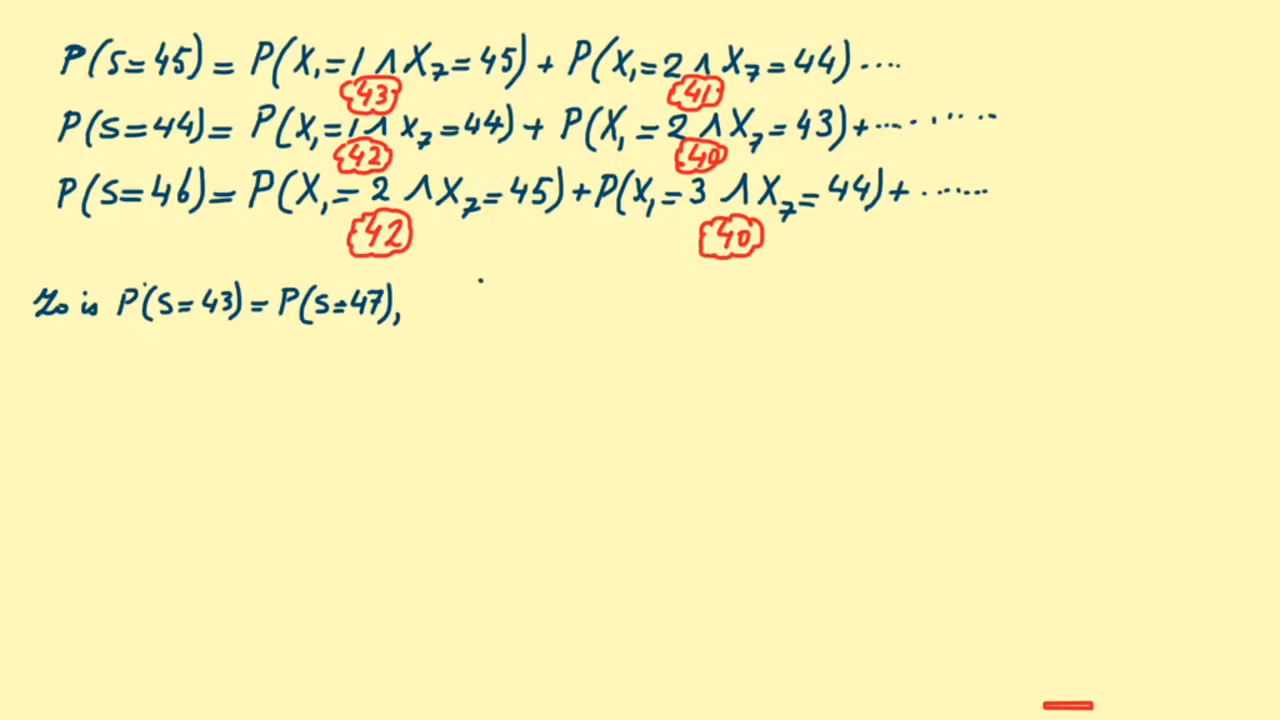 P(S=45) = P(X₁=1 ∧ X₇=45) + P(X₁=2 ∧ X₇=44) ....
43 41
P(S=44) = P(X₁=1 ∧ X₇=44) + P(X₁=2 ∧ X₇=43) + .........
42 40
P(S=46) = P(X₁=2 ∧ X₇=45) + P(X₁=3 ∧ X₇=44) + ......
42 40
Zo is P(S=43) = P(S=47),